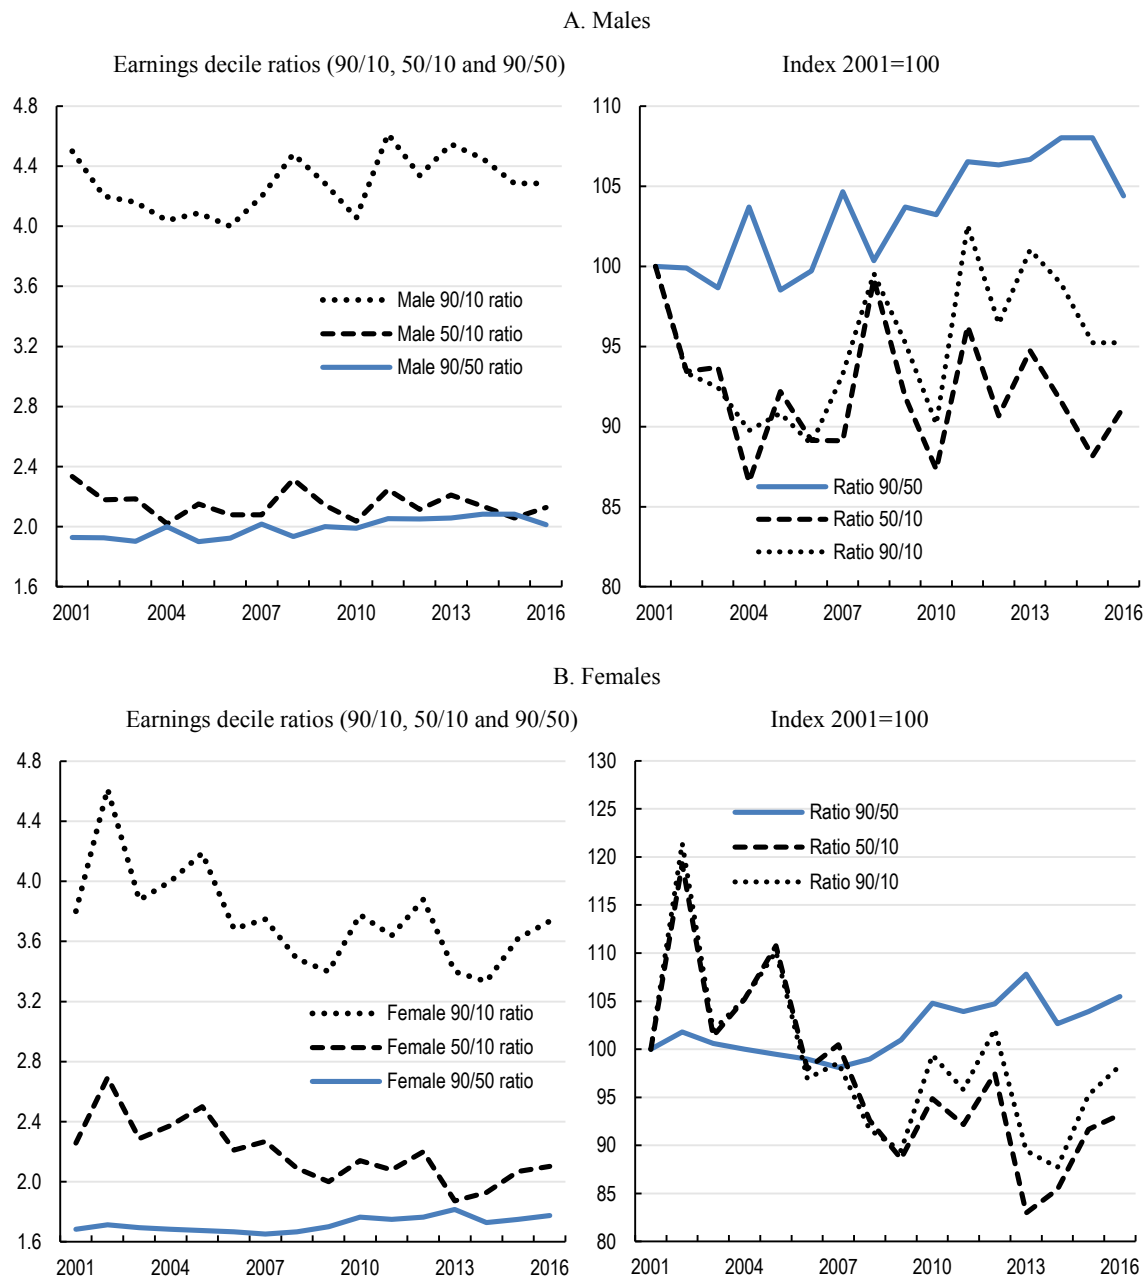 A. Males
Earnings decile ratios (90/10, 50/10 and 90/50)
4.8
4.4
4.0
3.6
3.2
2.8
2.4
2.0
1.6
Male 90/10 ratio
Male 50/10 ratio
Male 90/50 ratio
2001 2004 2007 2010 2013 2016
Index 2001=100
110
105
100
95
90
85
80
Ratio 90/50
Ratio 50/10
Ratio 90/10
2001 2004 2007 2010 2013 2016
B. Females
Earnings decile ratios (90/10, 50/10 and 90/50)
4.8
4.4
4.0
3.6
3.2
2.8
2.4
2.0
1.6
Female 90/10 ratio
Female 50/10 ratio
Female 90/50 ratio
2001 2004 2007 2010 2013 2016
Index 2001=100
130
125
120
115
110
105
100
95
90
85
80
Ratio 90/50
Ratio 50/10
Ratio 90/10
2001 2004 2007 2010 2013 2016